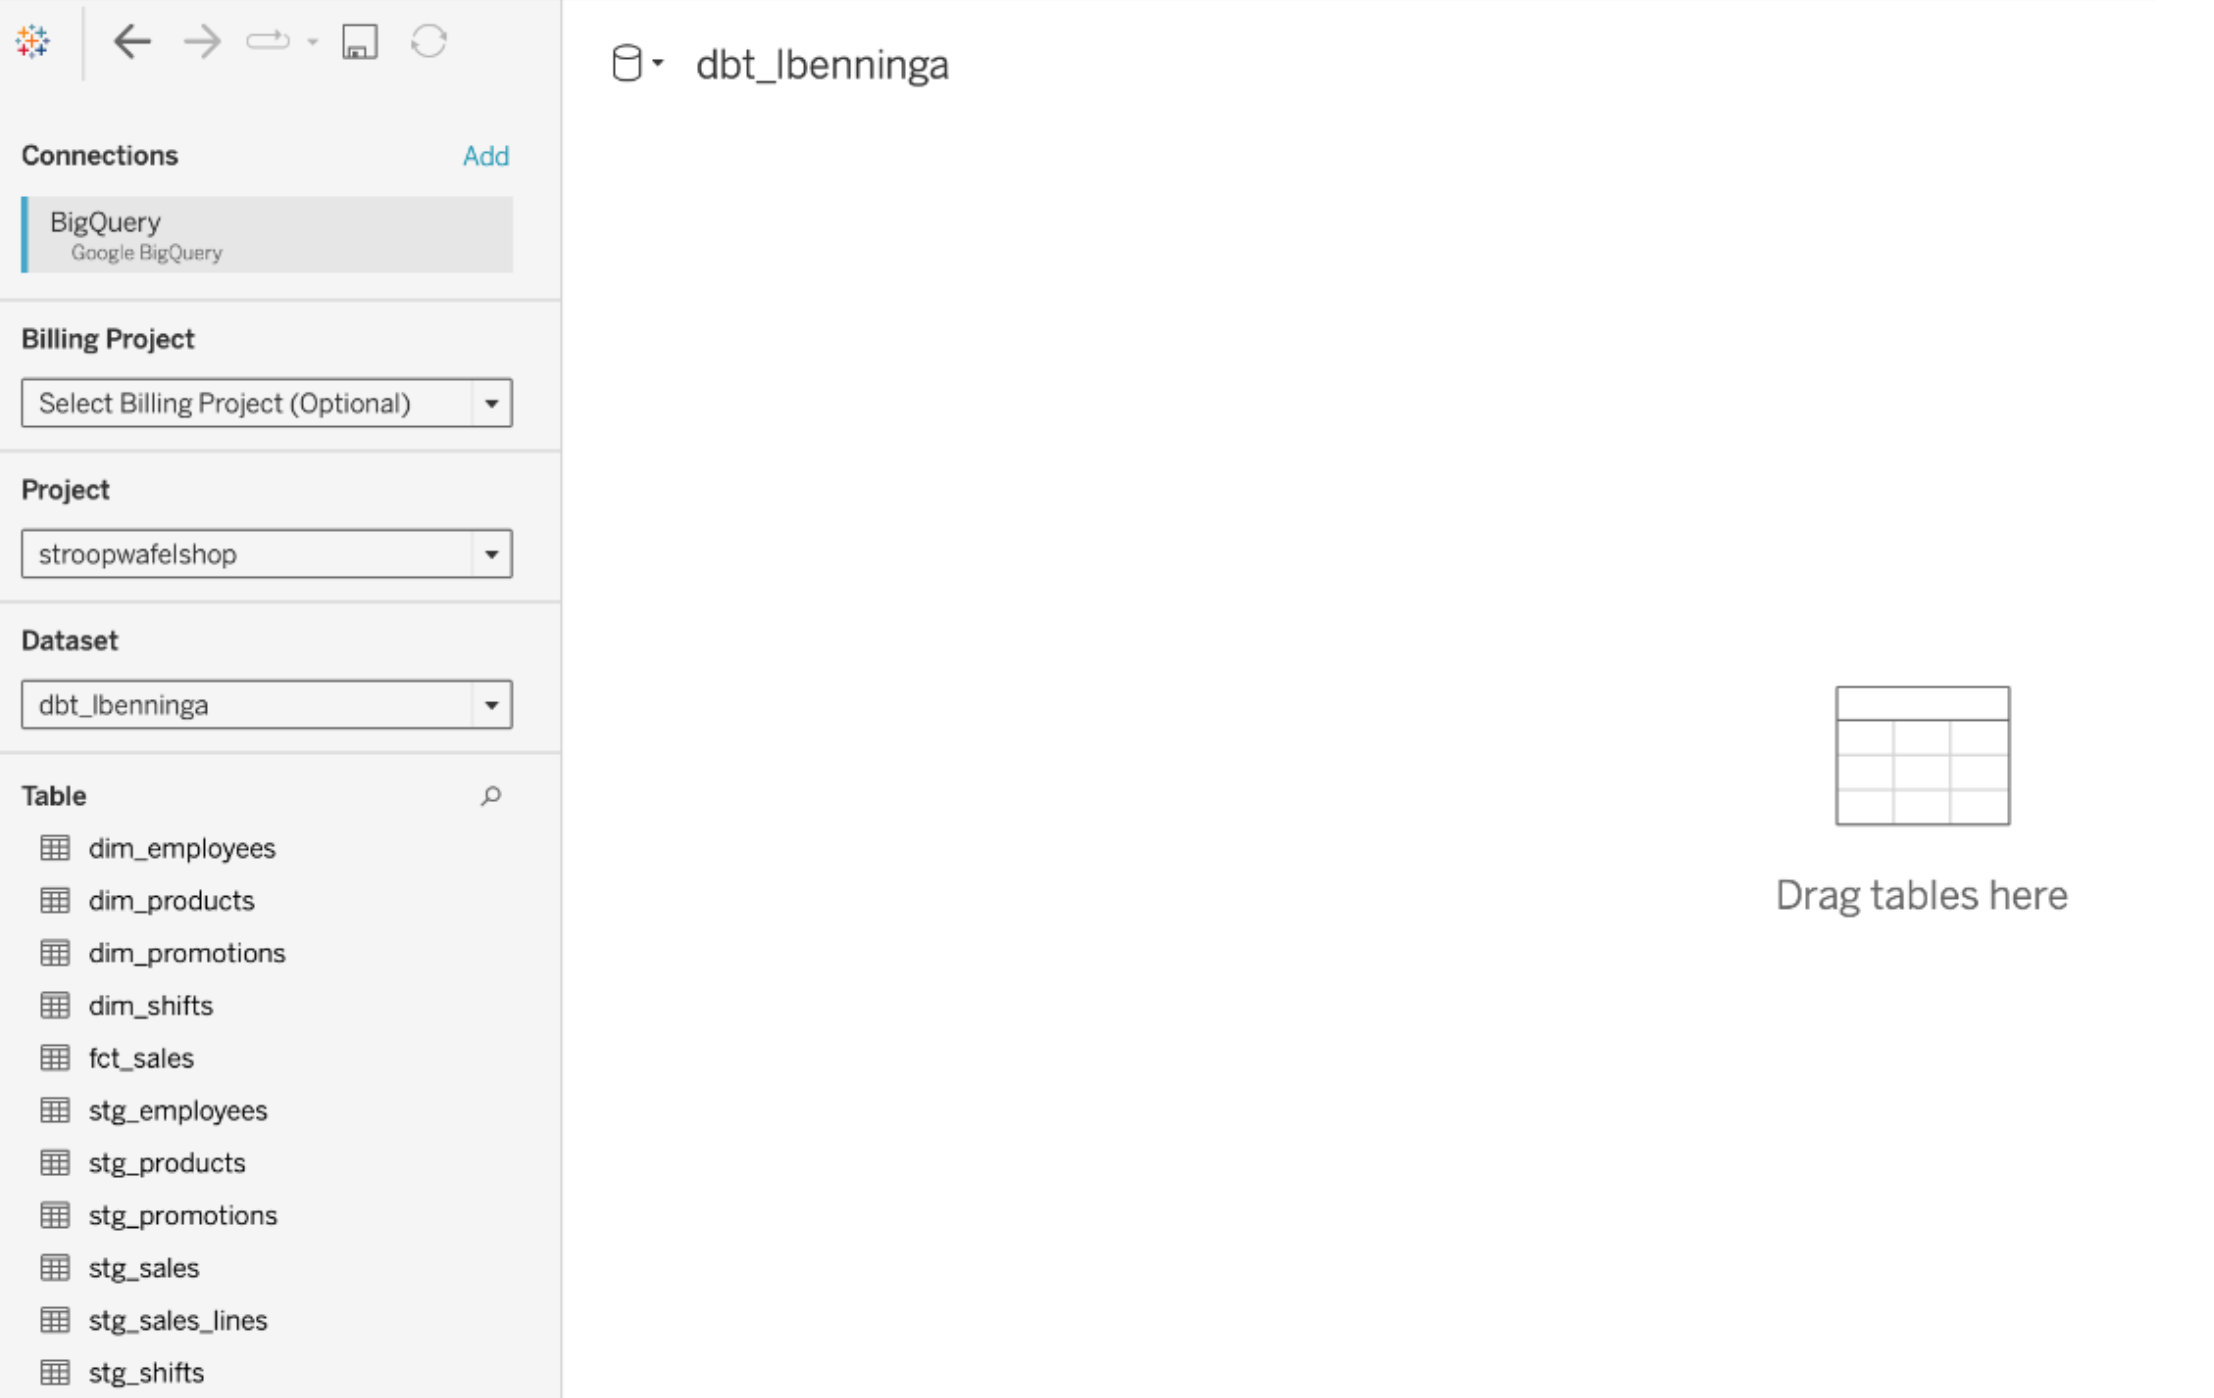 dbt_lbenninga
Connections
Add
BigQuery
Google BigQuery
Billing Project
Select Billing Project (Optional)
Project
stroopwafelshop
Dataset
dbt_lbenninga
Table
dim_employees
dim_products
dim_promotions
dim_shifts
fct_sales
stg_employees
stg_products
stg_promotions
stg_sales
stg_sales_lines
stg_shifts
Drag tables here